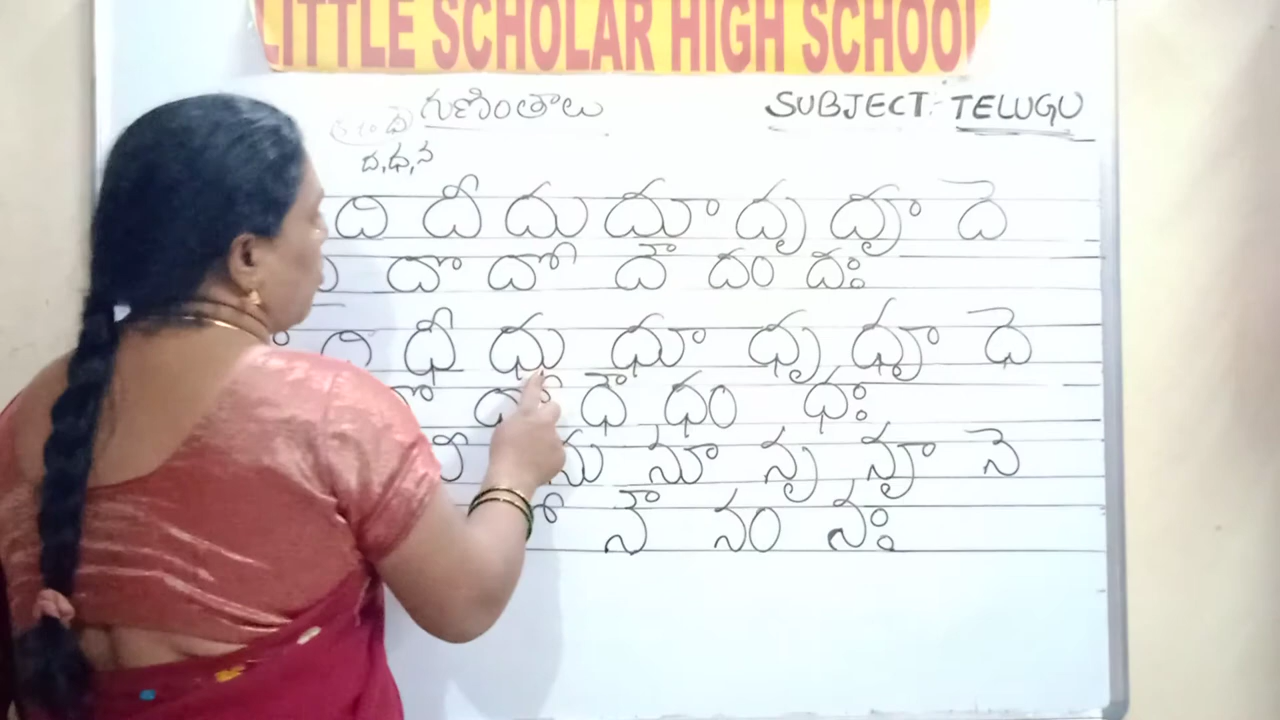 LITTLE SCHOLAR HIGH SCHOOL
గుణింతాలు SUBJECT:- TELUGU
ద, ధ, న
ది దీ దు దూ దృ దౄ దె
దొ దో దౌ దం దః
ధి ధీ ధు ధూ ధృ ధౄ ధె
ధో ధౌ ధం ధః
నీ ను నూ నృ నౄ నె
నో నౌ నం నః